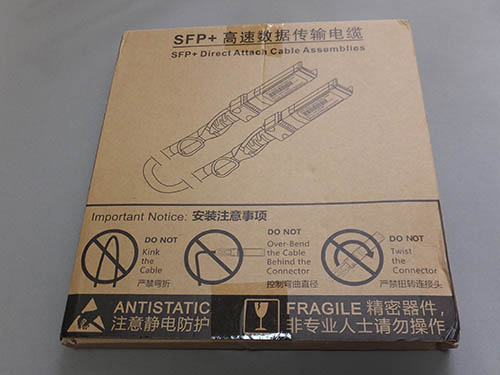 SFP+ 高速数据传输电缆
SFP+ Direct Attach Cable Assemblies
Important Notice: 安装注意事项
DO NOT
Kink
the
Cable
严禁弯折
DO NOT
Over-Bend
the Cable
Behind the
Connector
控制弯曲直径
DO NOT
Twist
the
Connector
严禁扭转连接头
ANTISTATIC
注意静电防护
FRAGILE 精密器件,
非专业人士请勿操作